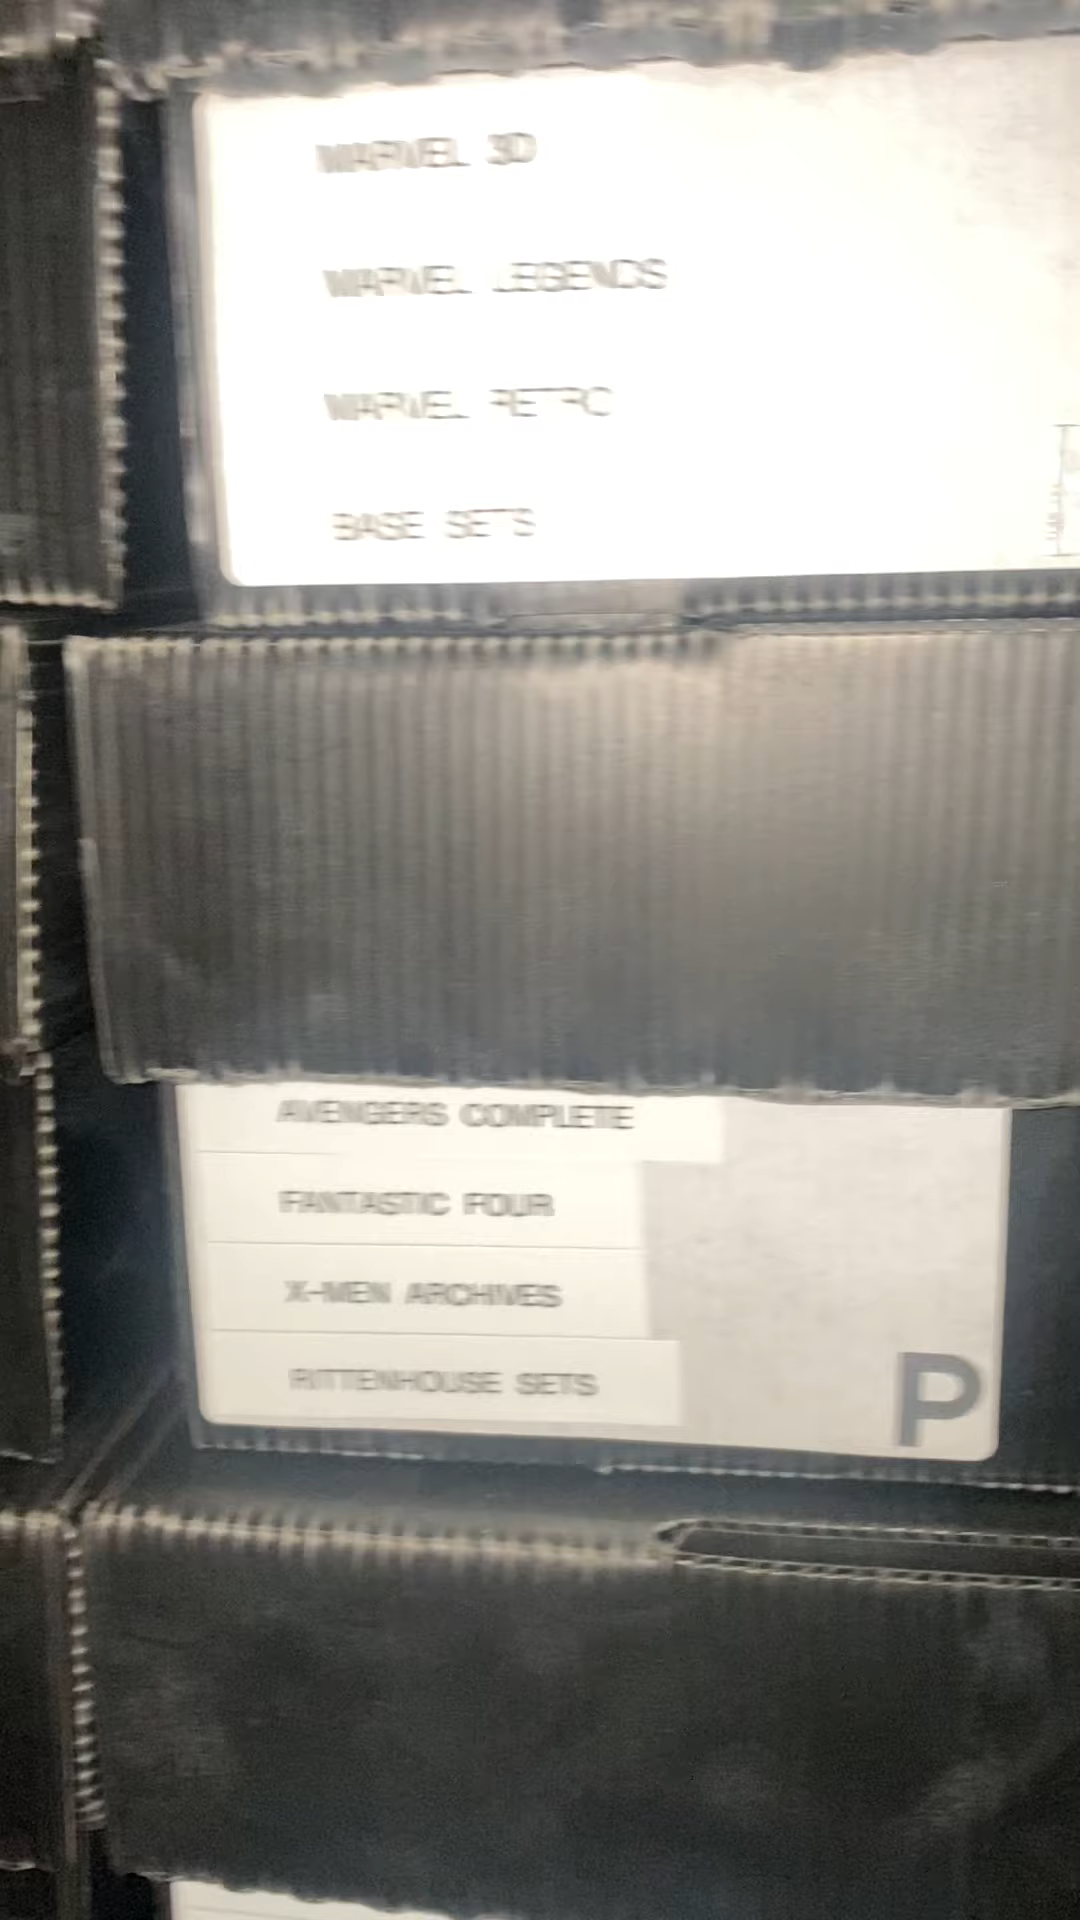 MARVEL 3D
MARVEL LEGENDS
MARVEL RETRO
BASE SETS
AVENGERS COMPLETE
FANTASTIC FOUR
X-MEN ARCHIVES
RITTENHOUSE SETS
P